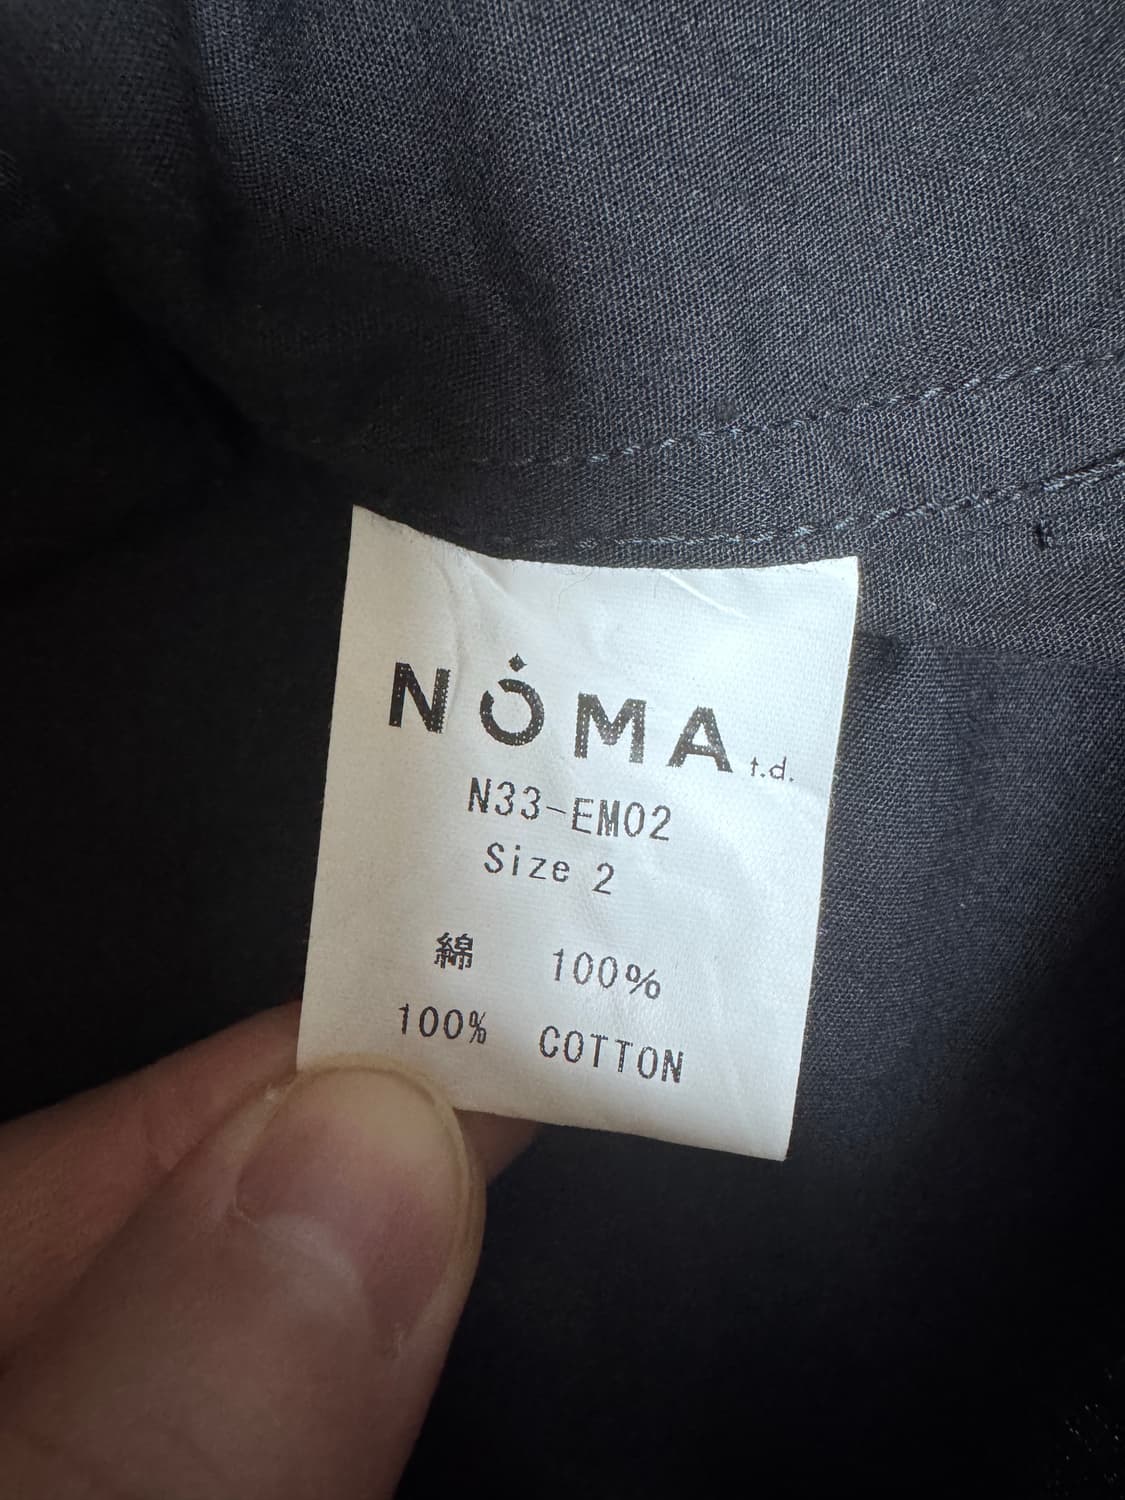 NOMA t.d.
N33-EM02
Size 2
綿 100%
100% COTTON